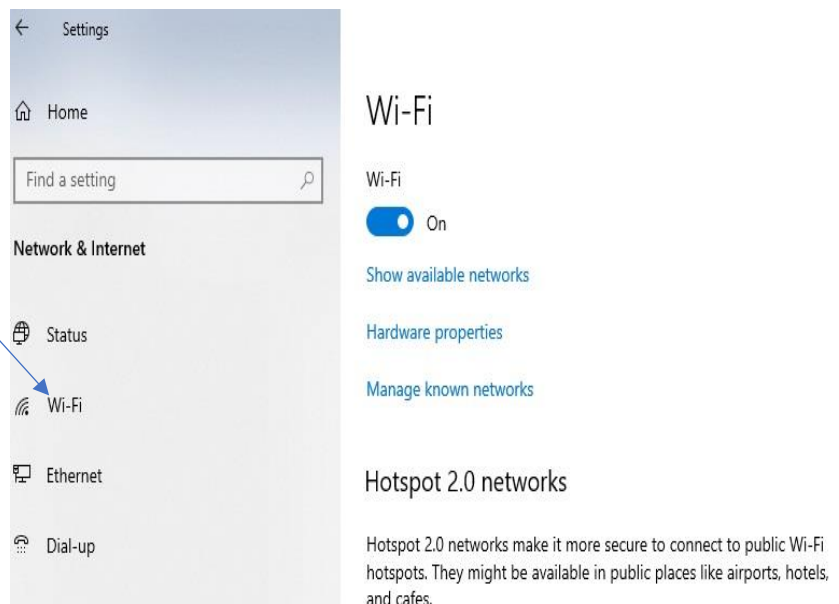 Settings
Home
Find a setting
Network & Internet
Status
Wi-Fi
Ethernet
Dial-up
Wi-Fi
Wi-Fi
On
Show available networks
Hardware properties
Manage known networks
Hotspot 2.0 networks
Hotspot 2.0 networks make it more secure to connect to public Wi-Fi
hotspots. They might be available in public places like airports, hotels,
and cafes.